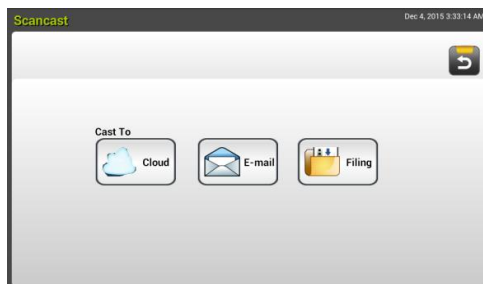 Scancast
Dec 4, 2015 3:33:14 AM
Cast To
Cloud
E-mail
Filing